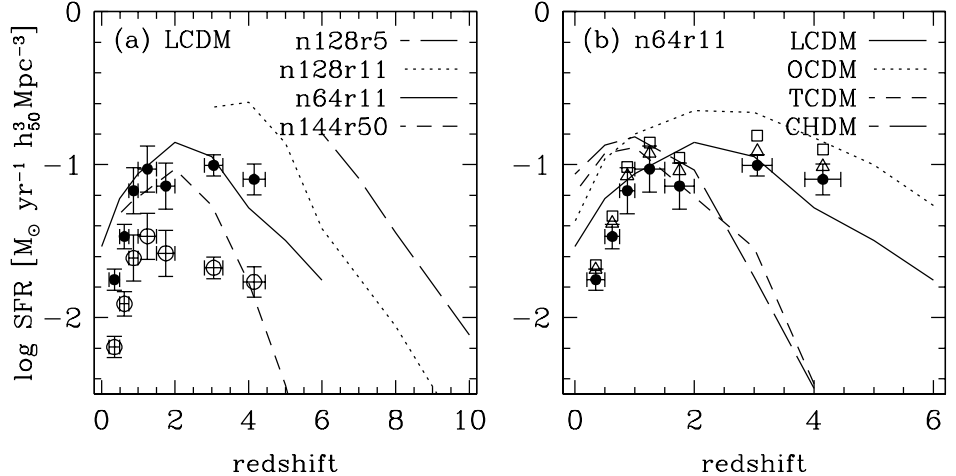 0
-1
-2
log SFR [M⊙ yr⁻¹ h³₅₀ Mpc⁻³]
(a) LCDM
n128r5
n128r11
n64r11
n144r50
0 2 4 6 8 10
redshift
0
-1
-2
(b) n64r11
LCDM
OCDM
TCDM
CHDM
0 2 4 6
redshift